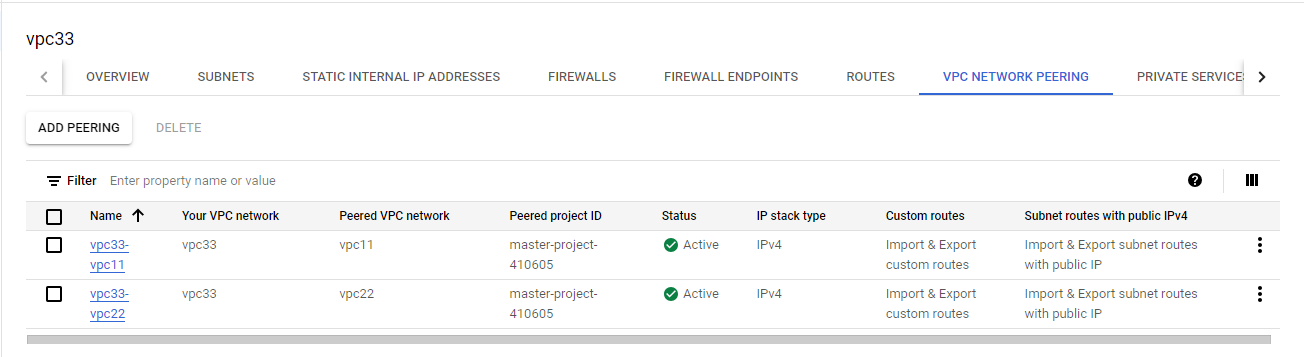 vpc33
OVERVIEW SUBNETS STATIC INTERNAL IP ADDRESSES FIREWALLS FIREWALL ENDPOINTS ROUTES VPC NETWORK PEERING PRIVATE SERVICES
ADD PEERING DELETE
Filter Enter property name or value
Name Your VPC network Peered VPC network Peered project ID Status IP stack type Custom routes Subnet routes with public IPv4
vpc33- vpc33 vpc11 master-project- Active IPv4 Import & Export Import & Export subnet routes
vpc11 410605 custom routes with public IP
vpc33- vpc33 vpc22 master-project- Active IPv4 Import & Export Import & Export subnet routes
vpc22 410605 custom routes with public IP